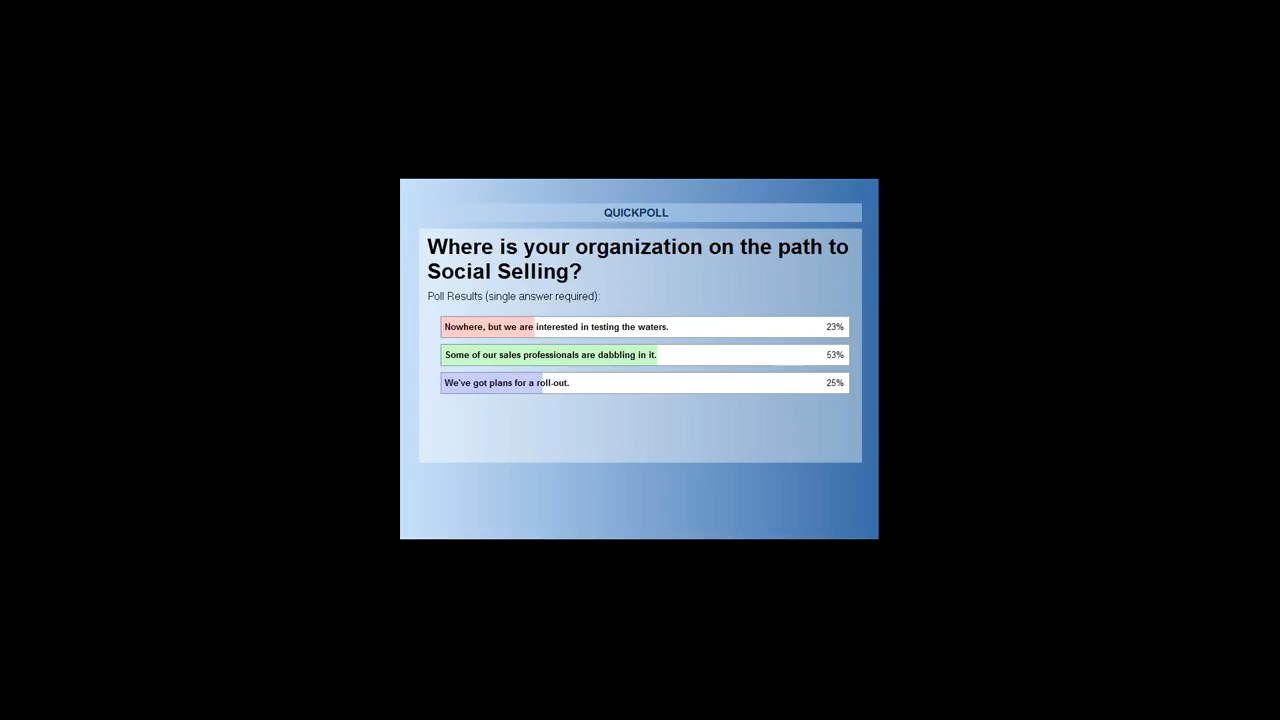 QUICKPOLL
Where is your organization on the path to
Social Selling?
Poll Results (single answer required):
Nowhere, but we are interested in testing the waters. 23%
Some of our sales professionals are dabbling in it. 53%
We've got plans for a roll-out. 25%